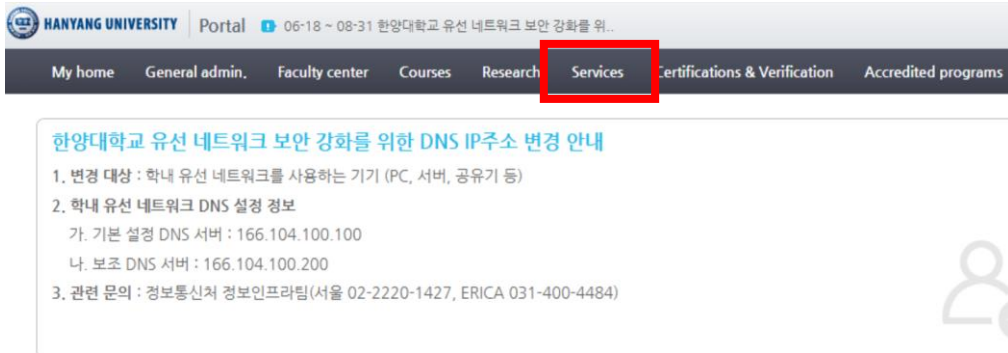 HANYANG UNIVERSITY Portal 06-18 ~ 08-31 한양대학교 유선 네트워크 보안 강화를 위..
My home General admin. Faculty center Courses Research Services Certifications & Verification Accredited programs
한양대학교 유선 네트워크 보안 강화를 위한 DNS IP주소 변경 안내
1. 변경 대상 : 학내 유선 네트워크를 사용하는 기기 (PC, 서버, 공유기 등)
2. 학내 유선 네트워크 DNS 설정 정보
가. 기본 설정 DNS 서버 : 166.104.100.100
나. 보조 DNS 서버 : 166.104.100.200
3. 관련 문의 : 정보통신처 정보인프라팀(서울 02-2220-1427, ERICA 031-400-4484)